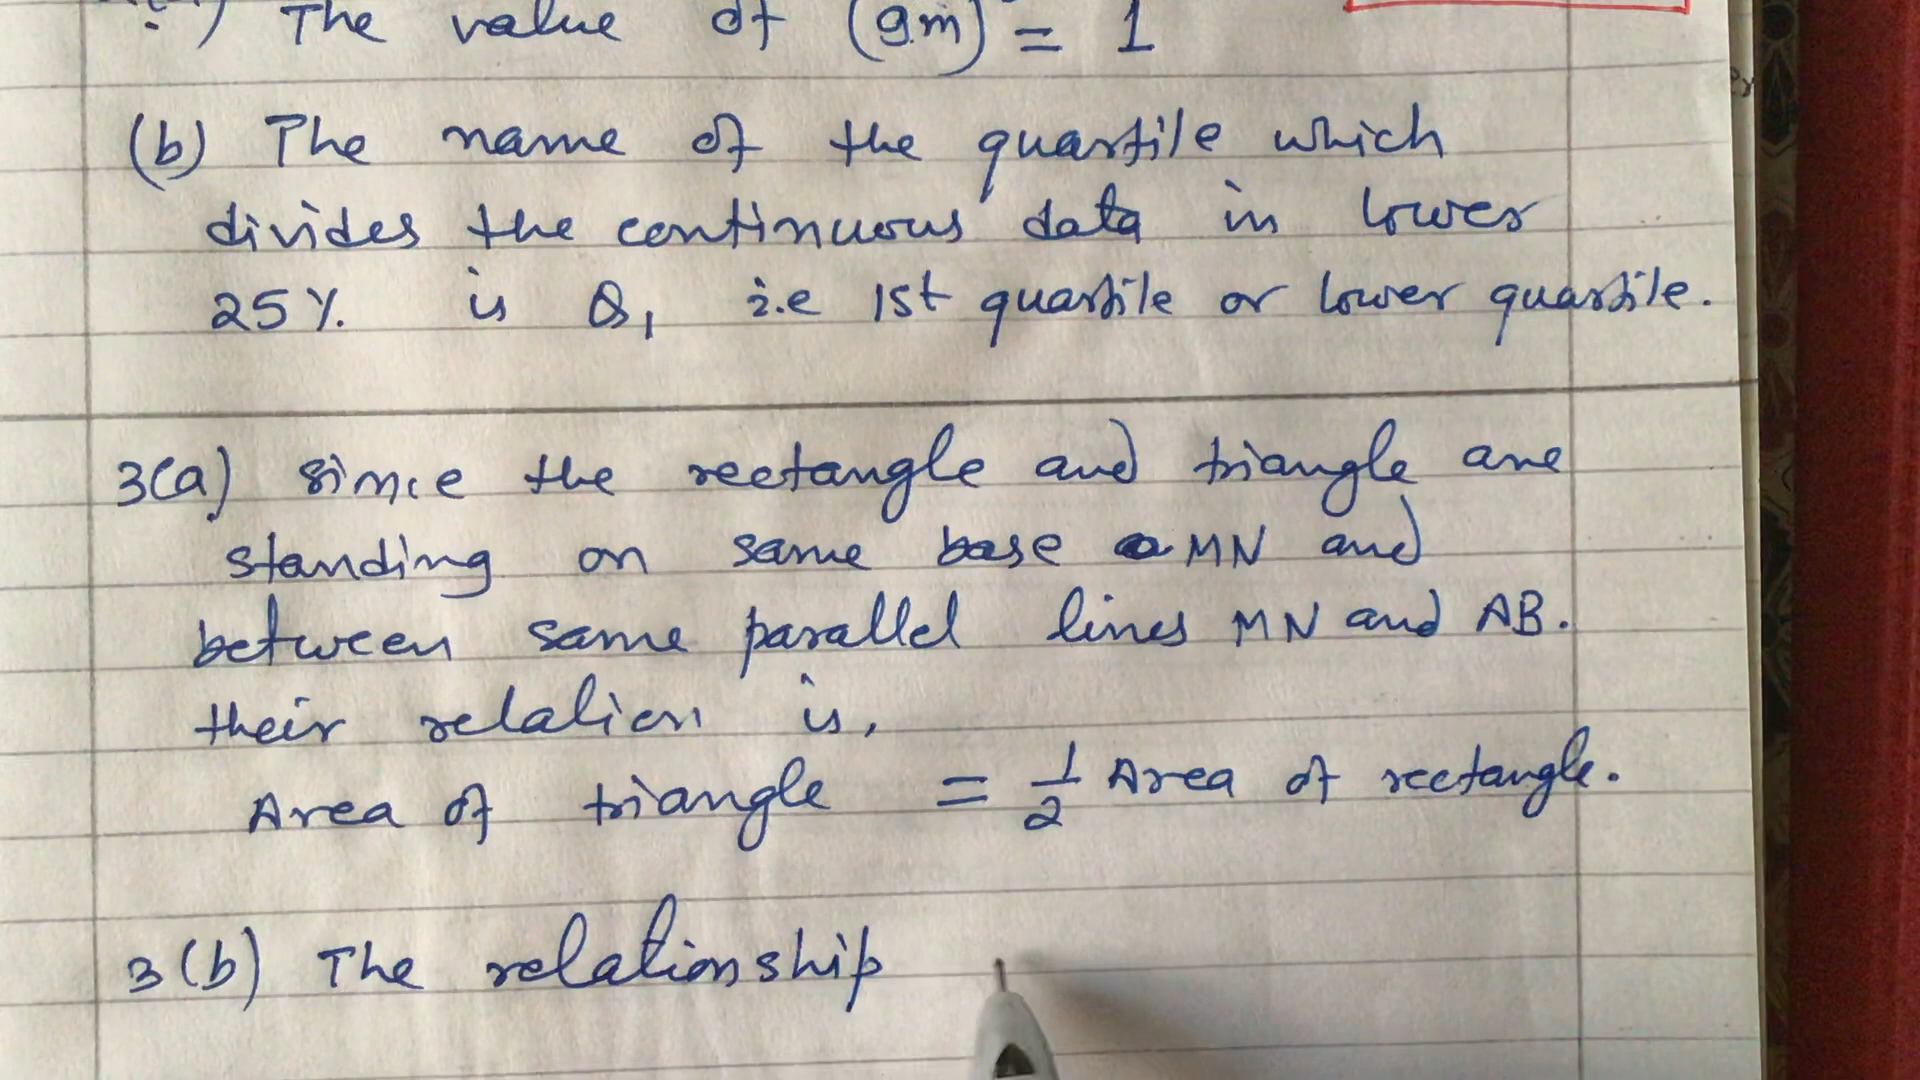 The value of (gm) = 1
(b) The name of the quartile which
divides the continuous data in lower
25%. is Q₁ i.e 1st quartile or lower quartile.
3(a) Since the rectangle and triangle are
standing on same base MN and
between same parallel lines MN and AB.
their relation is,
Area of triangle = 1/2 Area of rectangle.
3(b) The relationship